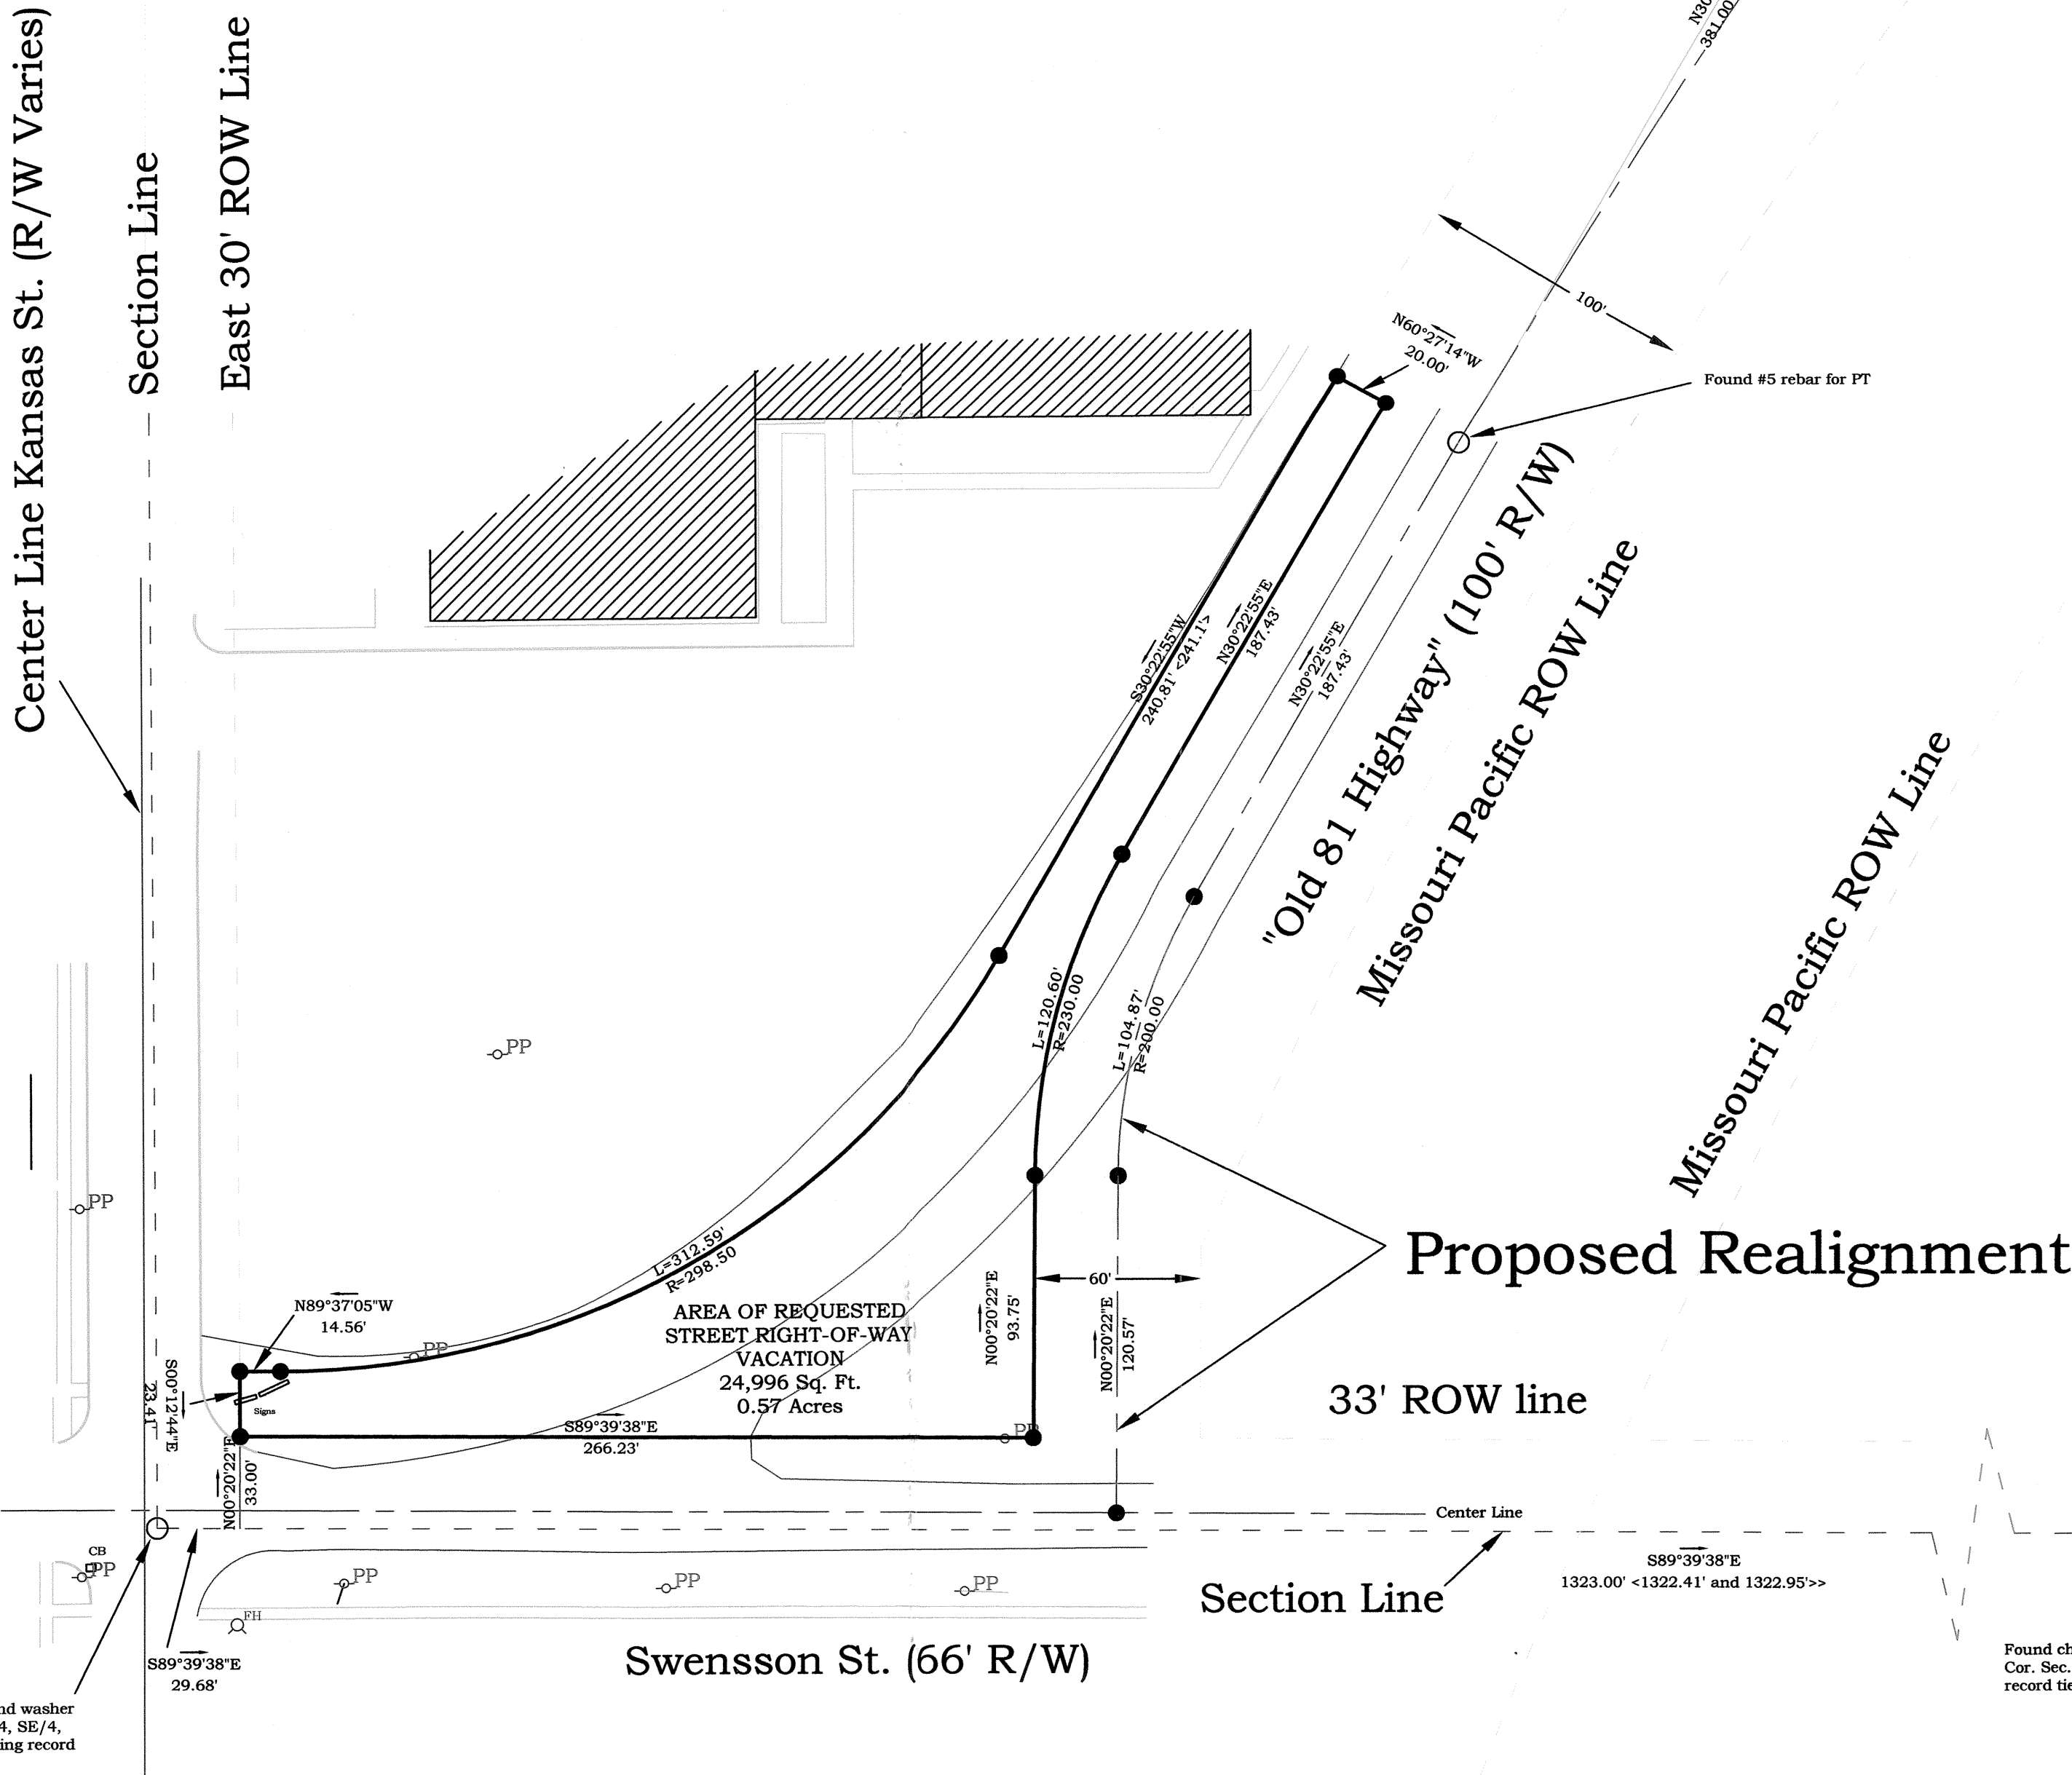 Center Line Kansas St. (R/W Varies)
Section Line
East 30' ROW Line
381.00
100'
N60°27'14"W
20.00'
Found #5 rebar for PT
S30°22'55"W
240.81' <241.1'>
N30°22'55"E
187.43'
N30°22'55"E
187.43'
"Old 81 Highway" (100' R/W)
Missouri Pacific ROW Line
Missouri Pacific ROW Line
L=120.60'
R=230.00
L=104.87'
R=200.00
PP
PP
L=312.59'
R=298.50
Proposed Realignment
60'
N00°20'22"E
93.75'
N00°20'22"E
120.57'
N89°37'05"W
14.56'
PP
AREA OF REQUESTED
STREET RIGHT-OF-WAY
VACATION
24,996 Sq. Ft.
0.57 Acres
33' ROW line
S00°12'44"E
23.41'
Signs
S89°39'38"E
266.23'
PP
N00°20'22"E
33.00'
Center Line
CB
PP
PP
PP
PP
FH
S89°39'38"E
1323.00' <1322.41' and 1322.95'>>
Section Line
S89°39'38"E
29.68'
Swensson St. (66' R/W)
Found
Cor. Sec.
record
washer
4, SE/4,
record